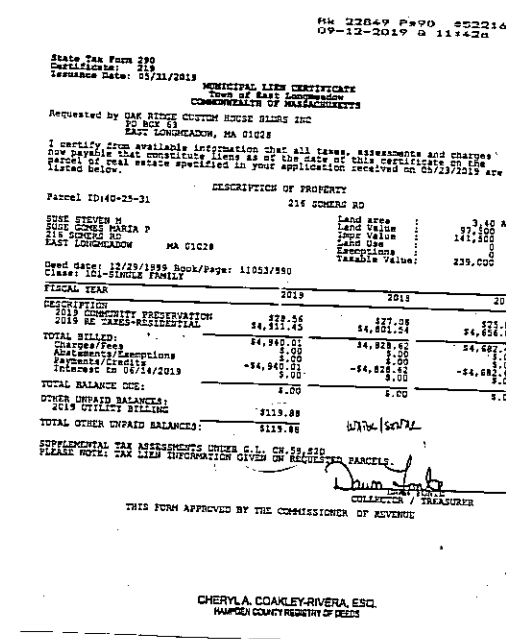 Bk 22849 Pg90 #52216
09-12-2019 @ 11:42a
State Tax Form 290
Certificate: 219
Issuance Date: 05/31/2019
MUNICIPAL LIEN CERTIFICATE
Town of East Longmeadow
COMMONWEALTH OF MASSACHUSETTS
Requested by OAK RIDGE CUSTOM HOUSE BLDRS INC
PO BOX 63
EAST LONGMEADOW, MA 01028
I certify from available information that all taxes, assessments and charges
now payable that constitute liens as of the date of this certificate on the
parcel of real estate specified in your application received on 05/23/2019 are
listed below.
DESCRIPTION OF PROPERTY
Parcel ID:40-25-31 216 SOMERS RD
SUSE STEVEN M Land area : 3.40 A
SUSE GOMES MARIA P Land Value : 97,500
216 SOMERS RD Impr Value : 141,500
EAST LONGMEADOW MA 01028 Land Use : 0
Exemptions : 0
Taxable Value: 239,000
Deed date: 12/29/1999 Book/Page: 11053/590
Class: 101-SINGLE FAMILY
FISCAL YEAR 2019 2018 20
DESCRIPTION
2019 COMMUNITY PRESERVATION $28.56 $27.08
2019 RE TAXES-RESIDENTIAL $4,911.45 $4,801.54
TOTAL BILLED: $4,940.01 $4,828.62
Charges/Fees $.00 $.00
Abatements/Exemptions $.00 $.00
Payments/Credits -$4,940.01 -$4,828.62
Interest to 06/14/2019 $.00 $.00
TOTAL BALANCE DUE: $.00 $.00
OTHER UNPAID BALANCES:
2019 UTILITY BILLING $119.88
TOTAL OTHER UNPAID BALANCES: $119.88
SUPPLEMENTAL TAX ASSESSMENTS UNDER G.L. CH.59,S2D
PLEASE NOTE: TAX LIEN INFORMATION GIVEN ON REQUESTED PARCELS.
COLLECTOR / TREASURER
THIS FORM APPROVED BY THE COMMISSIONER OF REVENUE
CHERYL A. COAKLEY-RIVERA, ESQ.
HAMPDEN COUNTY REGISTRY OF DEEDS